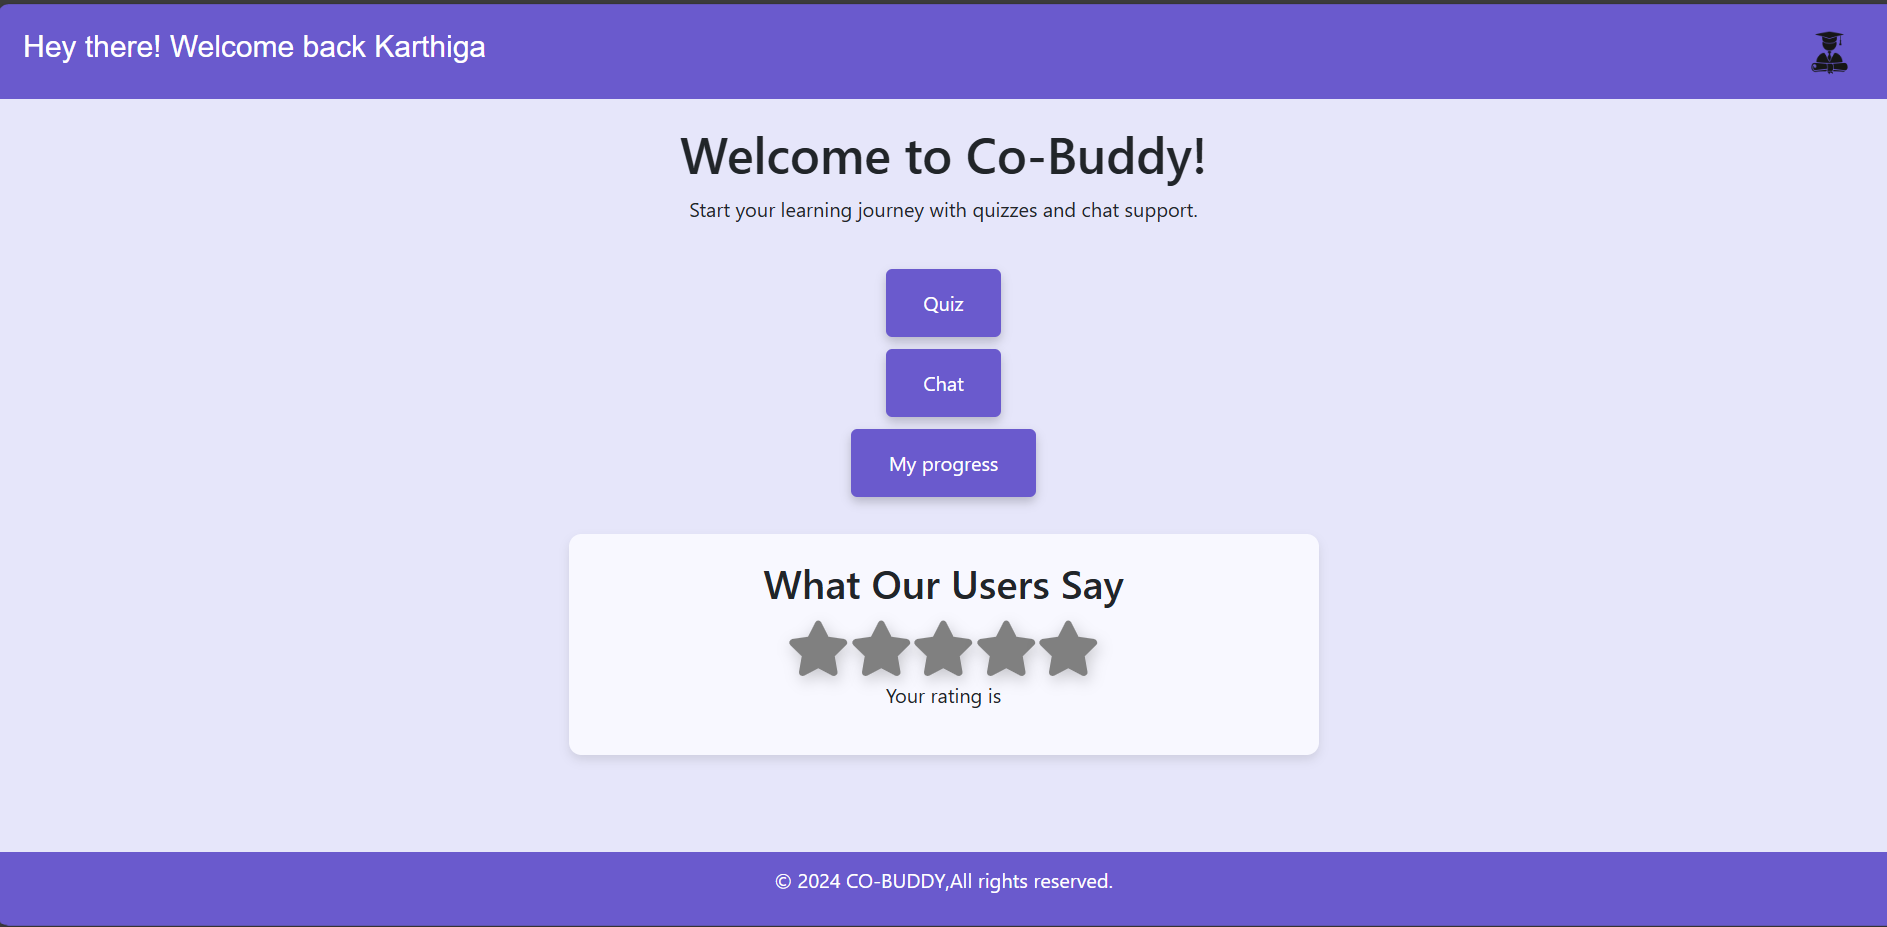 Hey there! Welcome back Karthiga
Welcome to Co-Buddy!
Start your learning journey with quizzes and chat support.
Quiz
Chat
My progress
What Our Users Say
Your rating is
© 2024 CO-BUDDY,All rights reserved.